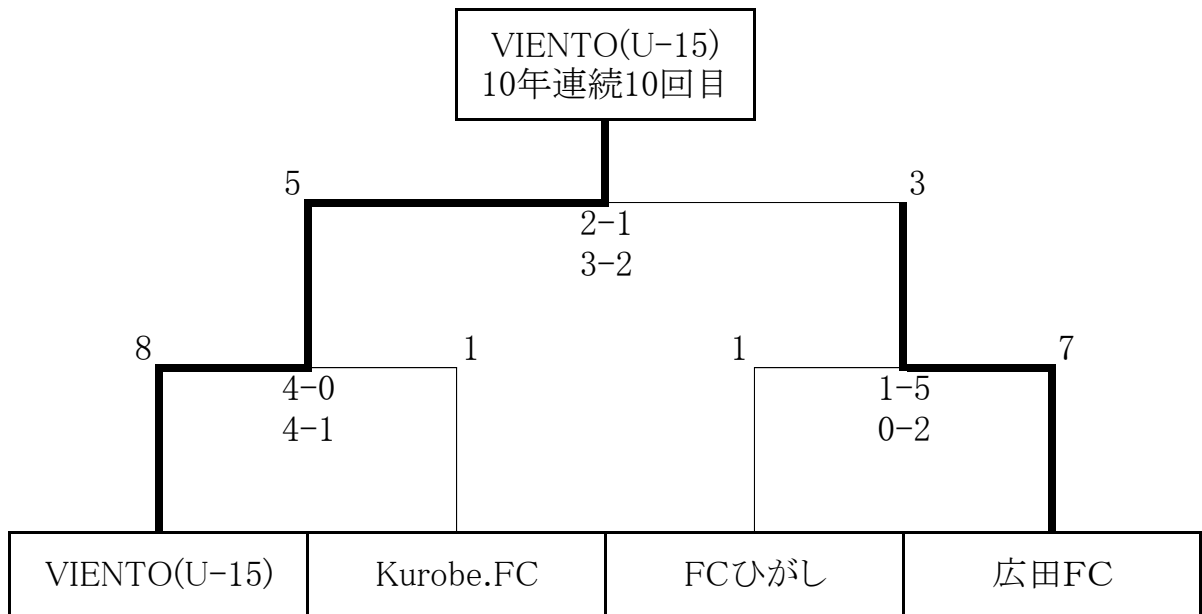 VIENTO(U-15)
10年連続10回目
5
3
2-1
3-2
8
1
1
7
4-0
4-1
1-5
0-2
VIENTO(U-15)
Kurobe.FC
FCひがし
広田FC